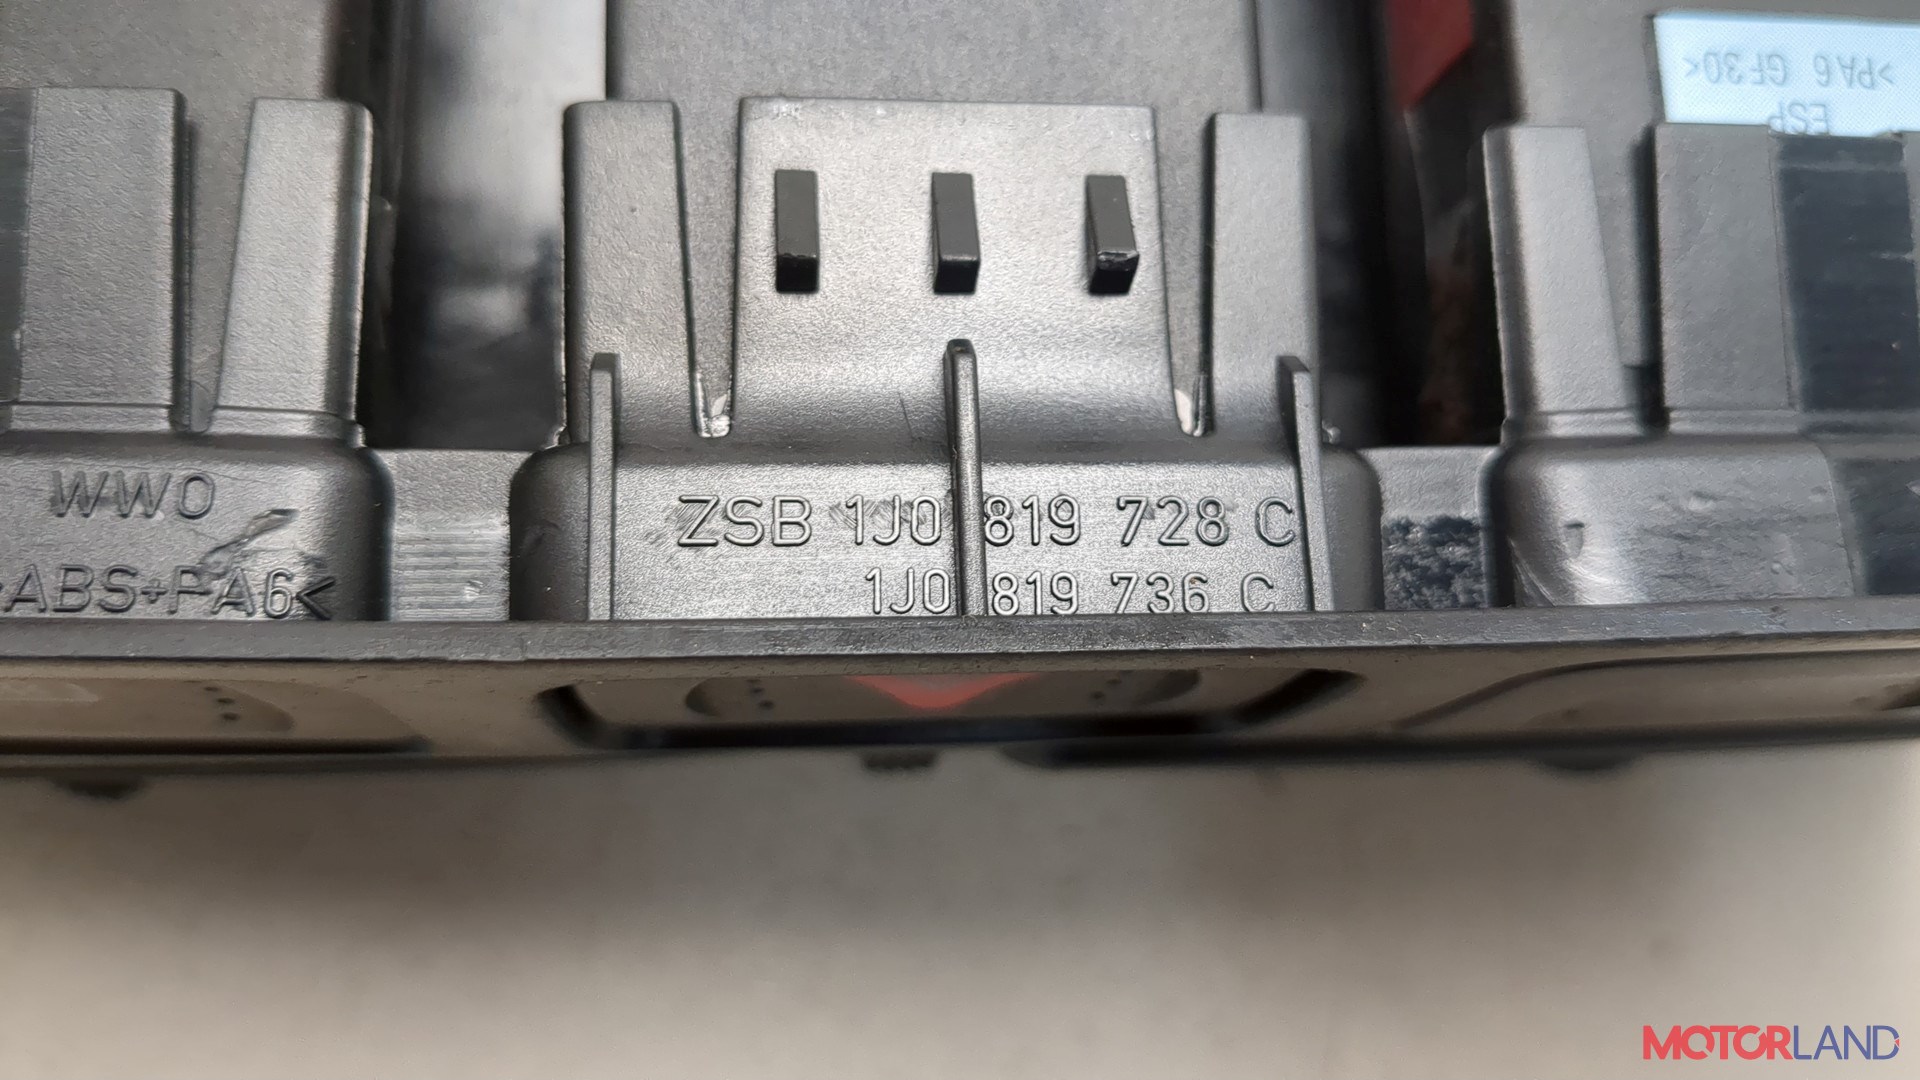 >PA6 GF30<
ESP
WWO
>ABS+PA6<
ZSB 1J0 819 728 C
1J0 819 736 C
MOTORLAND